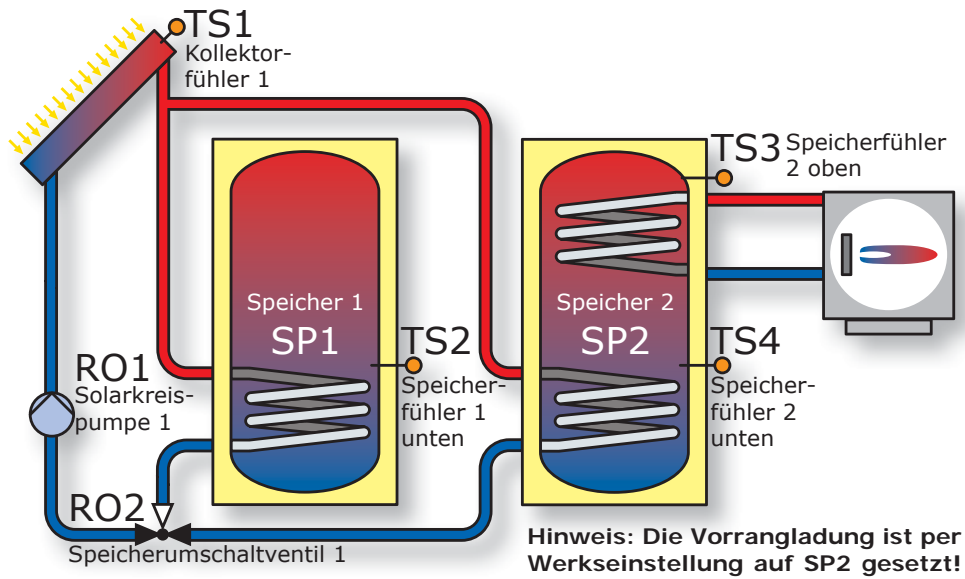 TS1
Kollektor-
fühler 1
TS3
Speicherfühler
2 oben
Speicher 1
SP1
Speicher 2
SP2
TS2
Speicher-
fühler 1
unten
TS4
Speicher-
fühler 2
unten
RO1
Solarkreis-
pumpe 1
RO2
Speicherumschaltventil 1
Hinweis: Die Vorrangladung ist per
Werkseinstellung auf SP2 gesetzt!